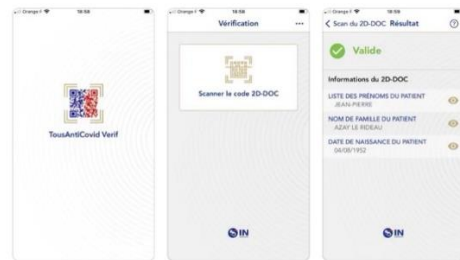 Orange F 18:58
TousAntiCovid Verif
Orange F 18:58
Vérification
Scanner le code 2D-DOC
IN
Orange F 18:58
Scan du 2D-DOC Résultat
Valide
Informations du 2D-DOC
LISTE DES PRÉNOMS DU PATIENT
JEAN-PIERRE
NOM DE FAMILLE DU PATIENT
AZAY LE RIDEAU
DATE DE NAISSANCE DU PATIENT
04/08/1952
IN